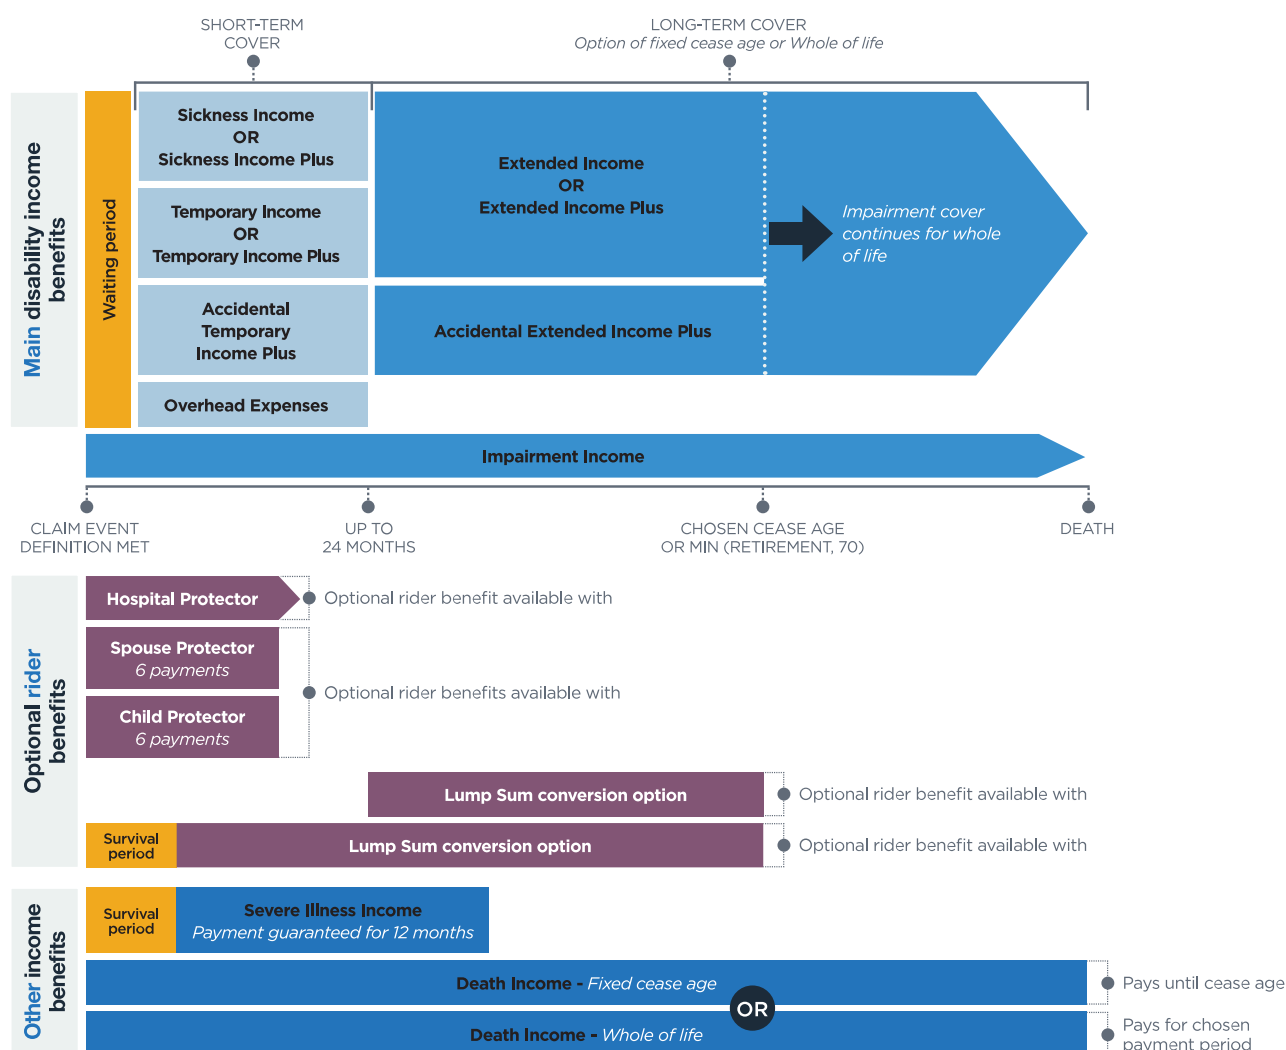 SHORT-TERM
COVER
LONG-TERM COVER
Option of fixed cease age or Whole of life
Main disability income
benefits
Waiting period
Sickness Income
OR
Sickness Income Plus
Temporary Income
OR
Temporary Income Plus
Accidental
Temporary
Income Plus
Overhead Expenses
Extended Income
OR
Extended Income Plus
Accidental Extended Income Plus
Impairment cover
continues for whole
of life
Impairment Income
CLAIM EVENT
DEFINITION MET
UP TO
24 MONTHS
CHOSEN CEASE AGE
OR MIN (RETIREMENT, 70)
DEATH
Optional rider
benefits
Hospital Protector
Optional rider benefit available with
Spouse Protector
6 payments
Optional rider benefits available with
Child Protector
6 payments
Lump Sum conversion option
Optional rider benefit available with
Survival
period
Lump Sum conversion option
Optional rider benefit available with
Other income
benefits
Survival
period
Severe Illness Income
Payment guaranteed for 12 months
Death Income - Fixed cease age
Pays until cease age
OR
Death Income - Whole of life
Pays for chosen
payment period